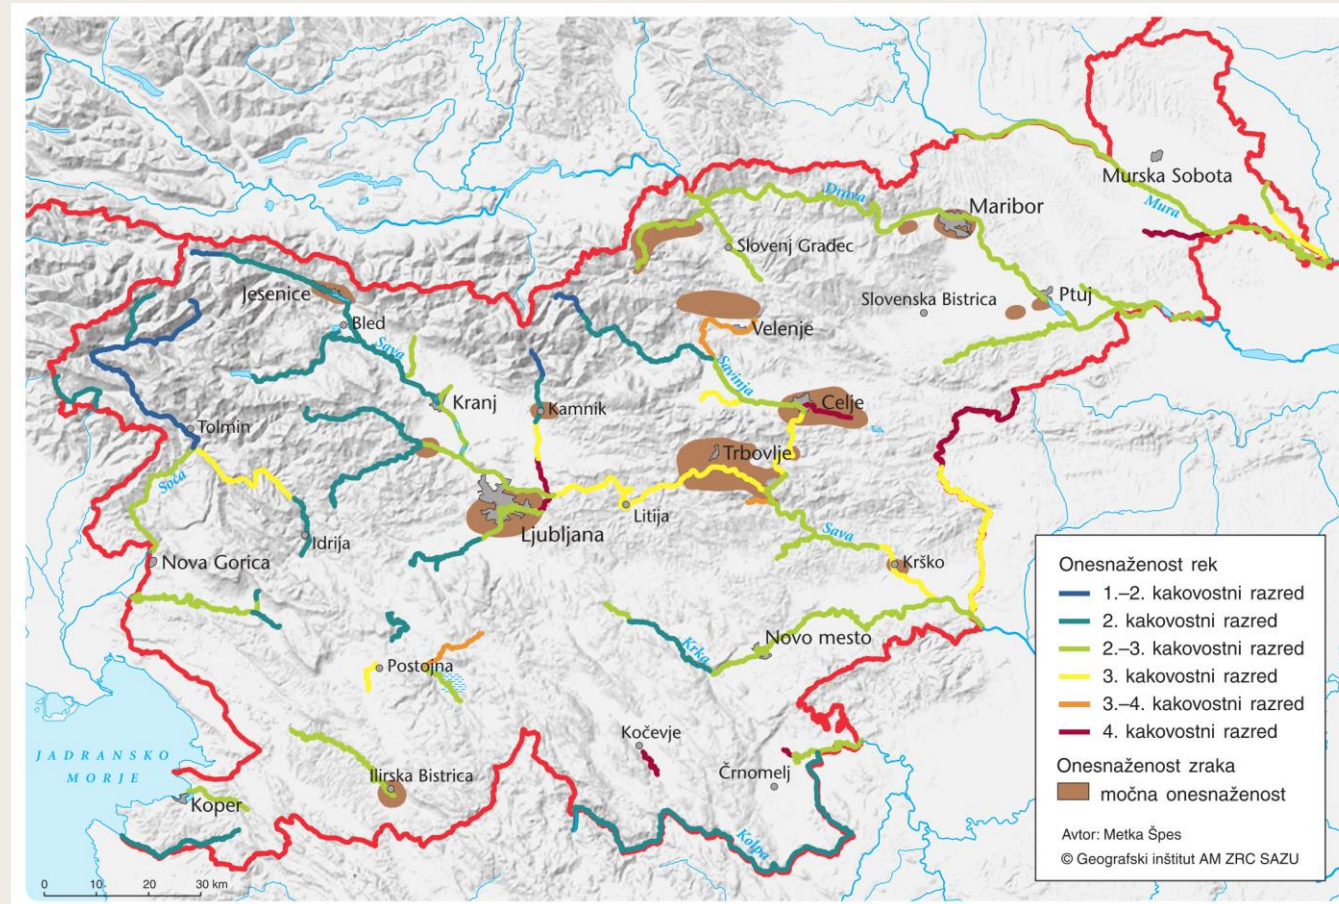 Murska Sobota
Mura
Drava
Maribor
Slovenj Gradec
Jesenice
Slovenska Bistrica
Ptuj
Bled
Velenje
Sava
Savinja
Kranj
Kamnik
Celje
Tolmin
Trbovlje
Soča
Litija
Ljubljana
Idrija
Sava
Nova Gorica
Krško
Novo mesto
Krka
Postojna
Kočevje
JADRANSKO
MORJE
Ilirska Bistrica
Črnomelj
Koper
Kolpa
0 10 20 30 km
Onesnaženost rek
1.–2. kakovostni razred
2. kakovostni razred
2.–3. kakovostni razred
3. kakovostni razred
3.–4. kakovostni razred
4. kakovostni razred
Onesnaženost zraka
močna onesnaženost
Avtor: Metka Špes
© Geografski inštitut AM ZRC SAZU